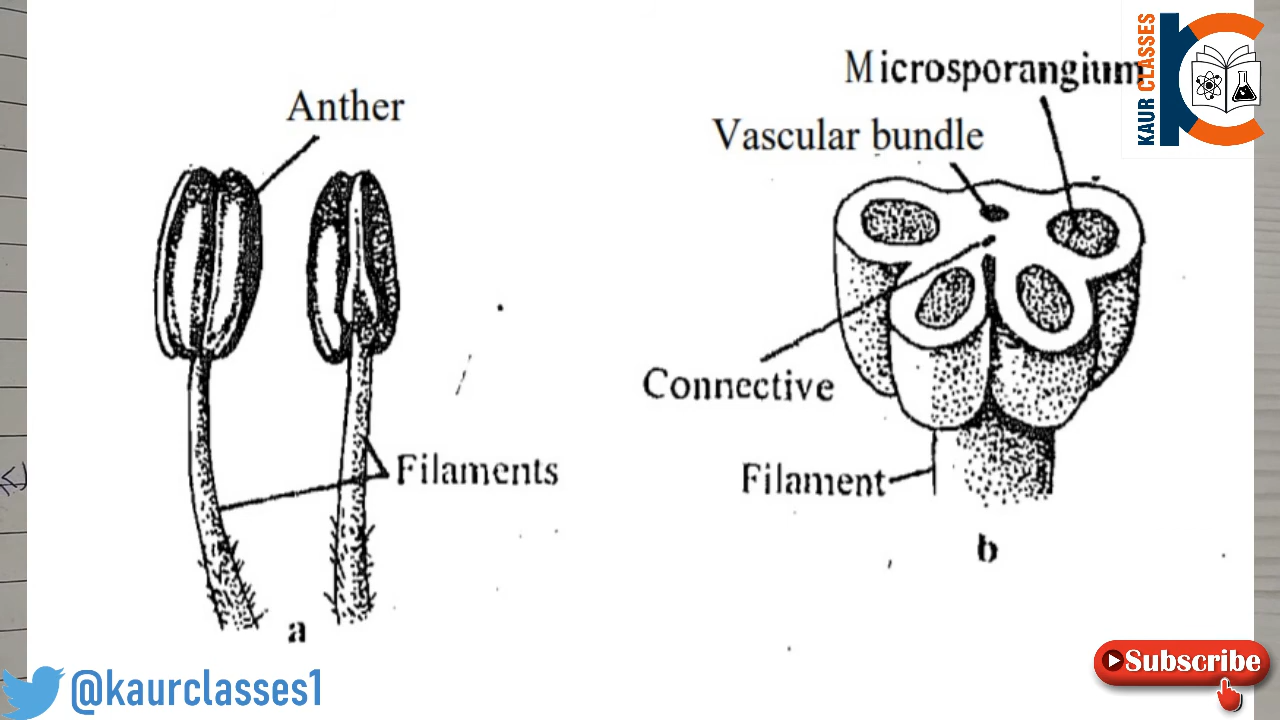 Anther
Filaments
a
Microsporangium
Vascular bundle
Connective
Filament
b
KAUR CLASSES
@kaurclasses1
Subscribe